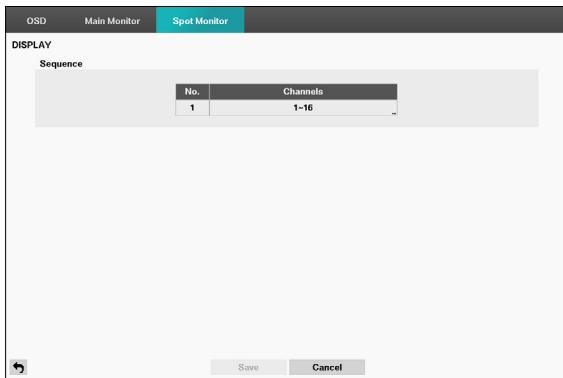 OSD Main Monitor Spot Monitor
DISPLAY
Sequence
No. Channels
1 1~16 ...
Save Cancel